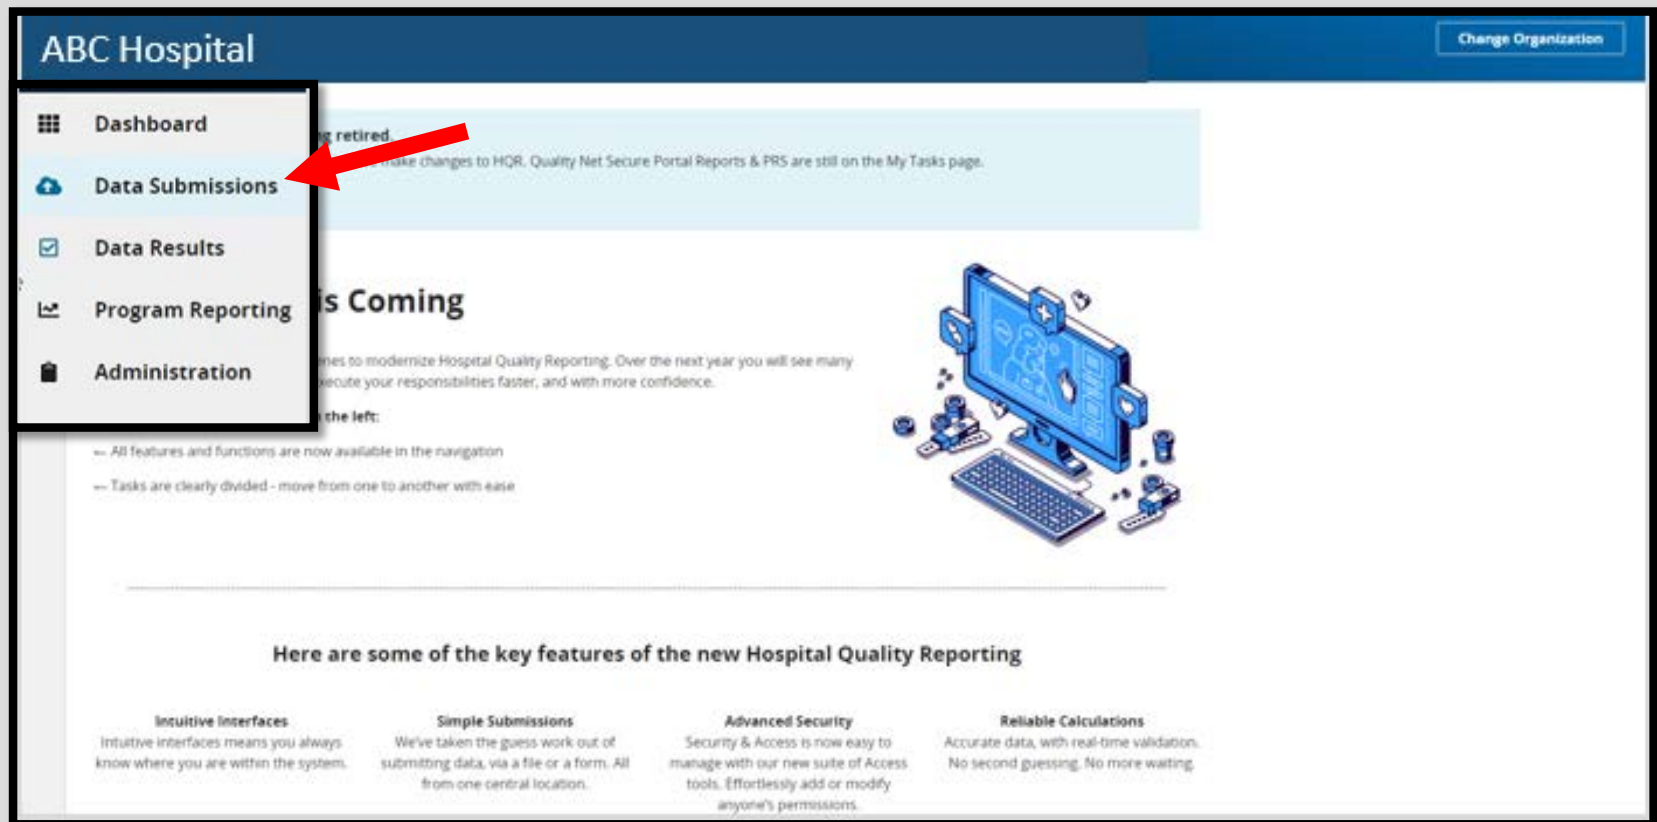 ABC Hospital
Change Organization
Dashboard
Data Submissions
Data Results
Program Reporting
Administration
retired.
make changes to HQR. Quality Net Secure Portal Reports & PRS are still on the My Tasks page.
is Coming
to modernize Hospital Quality Reporting. Over the next year you will see many
your responsibilities faster, and with more confidence.
the left:
← All features and functions are now available in the navigation
← Tasks are clearly divided - move from one to another with ease
Here are some of the key features of the new Hospital Quality Reporting
Intuitive Interfaces
Intuitive interfaces means you always
know where you are within the system.
Simple Submissions
We've taken the guess work out of
submitting data, via a file or a form. All
from one central location.
Advanced Security
Security & Access is now easy to
manage with our new suite of Access
tools. Effortlessly add or modify
anyone's permissions.
Reliable Calculations
Accurate data, with real-time validation.
No second guessing. No more waiting.